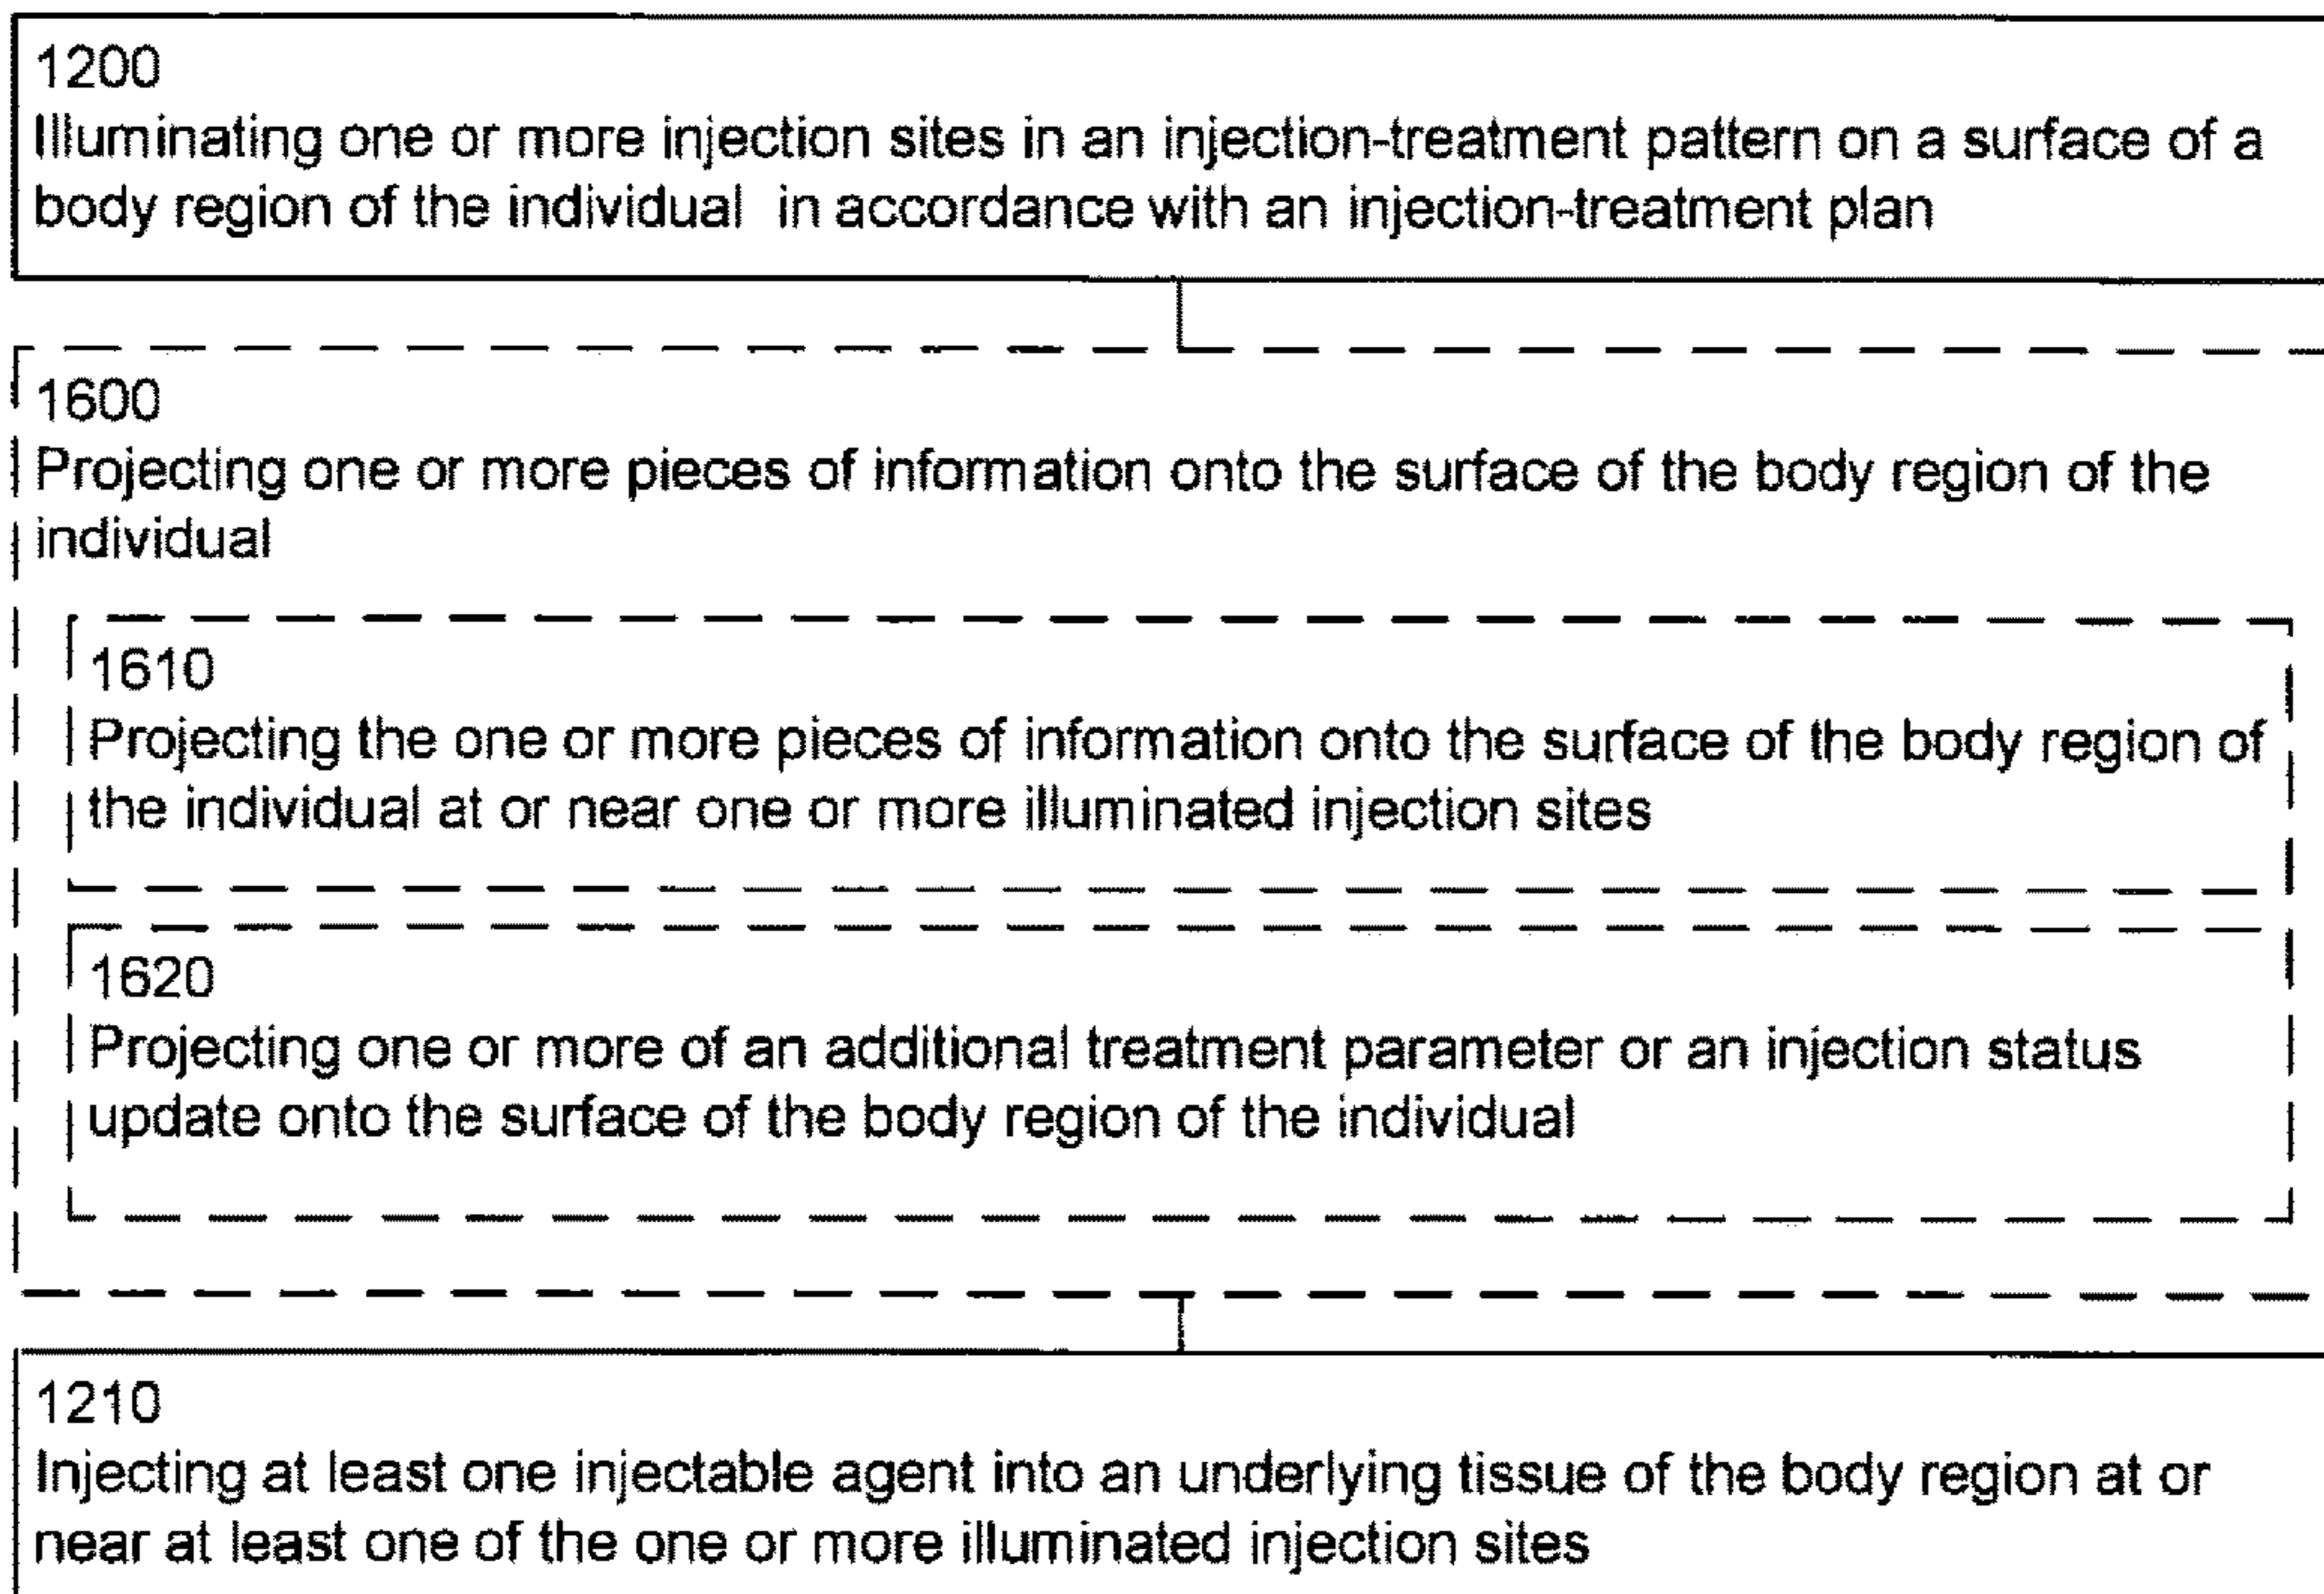 1200
Illuminating one or more injection sites in an injection-treatment pattern on a surface of a
body region of the individual in accordance with an injection-treatment plan
1600
Projecting one or more pieces of information onto the surface of the body region of the
individual
1610
Projecting the one or more pieces of information onto the surface of the body region of
the individual at or near one or more illuminated injection sites
1620
Projecting one or more of an additional treatment parameter or an injection status
update onto the surface of the body region of the individual
1210
Injecting at least one injectable agent into an underlying tissue of the body region at or
near at least one of the one or more illuminated injection sites